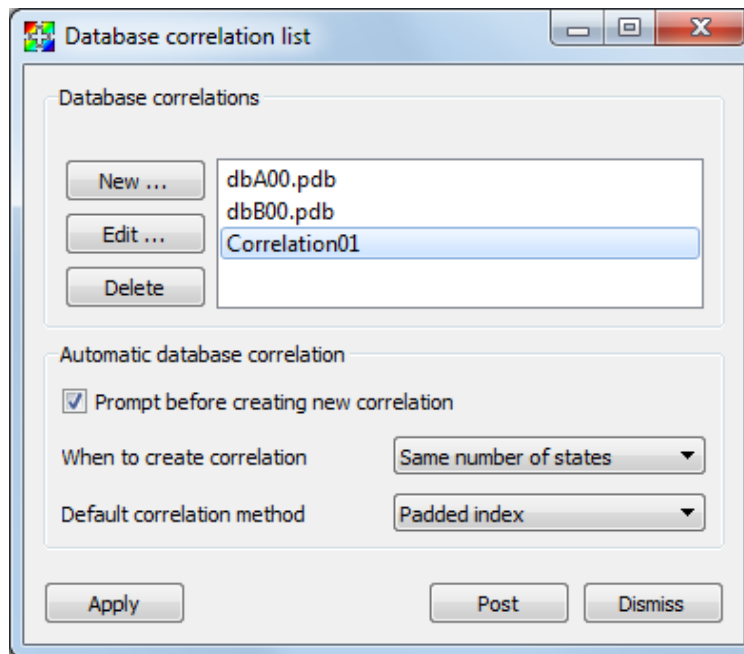 Database correlation list
Database correlations
New ...
Edit ...
Delete
dbA00.pdb
dbB00.pdb
Correlation01
Automatic database correlation
Prompt before creating new correlation
When to create correlation Same number of states
Default correlation method Padded index
Apply Post Dismiss